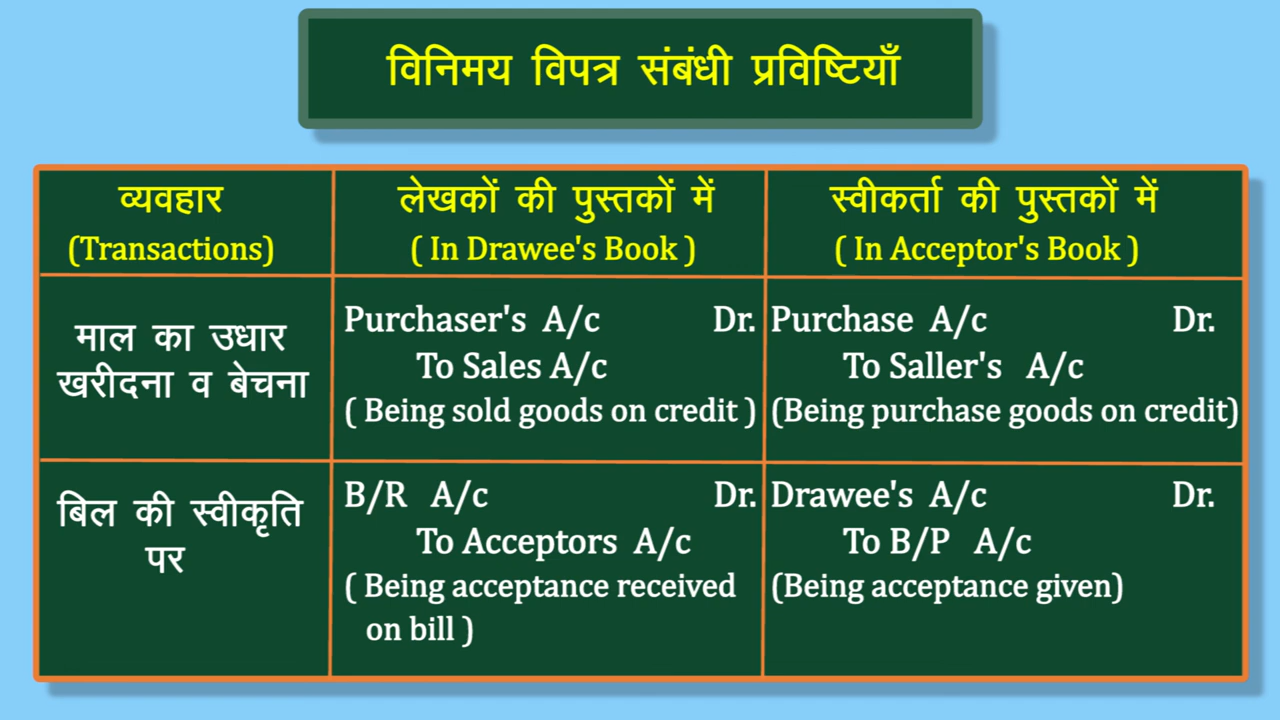 विनिमय विपत्र संबंधी प्रविष्टियाँ
व्यवहार
(Transactions)
लेखकों की पुस्तकों में
( In Drawee's Book )
स्वीकर्ता की पुस्तकों में
( In Acceptor's Book )
माल का उधार
खरीदना व बेचना
Purchaser's A/c Dr.
To Sales A/c
( Being sold goods on credit )
Purchase A/c Dr.
To Saller's A/c
(Being purchase goods on credit)
बिल की स्वीकृति
पर
B/R A/c Dr.
To Acceptors A/c
( Being acceptance received
on bill )
Drawee's A/c Dr.
To B/P A/c
(Being acceptance given)